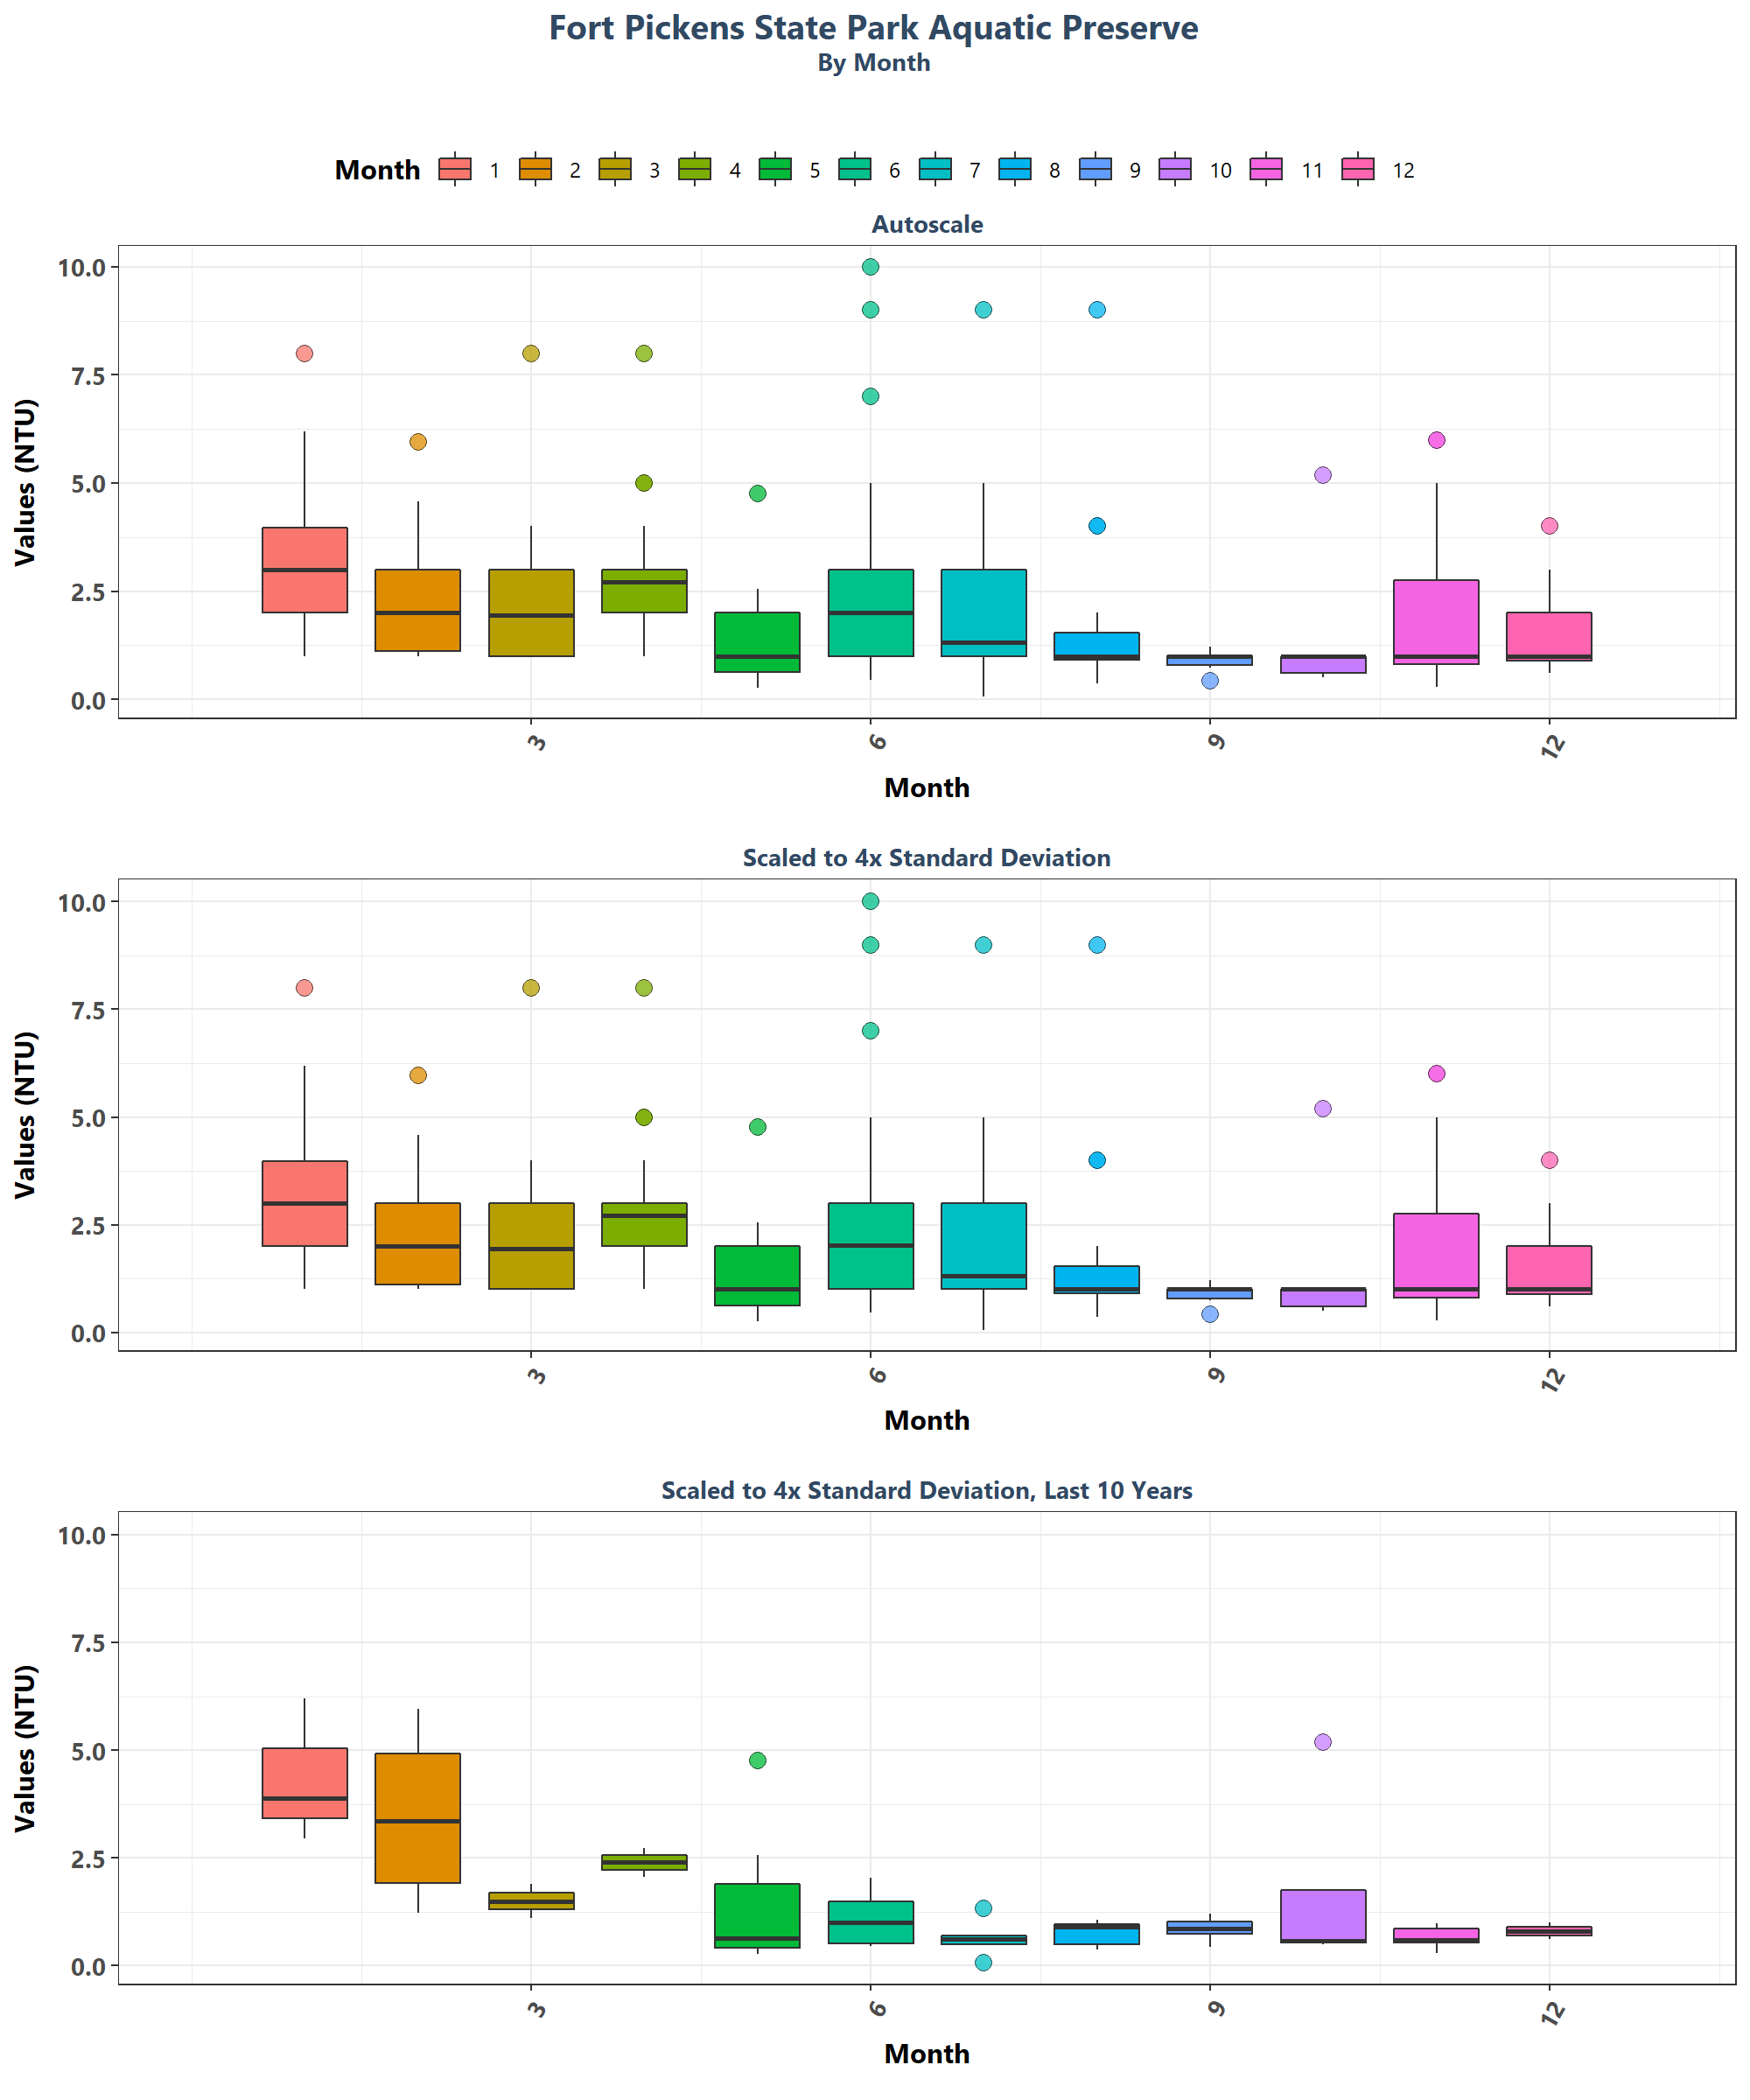 Fort Pickens State Park Aquatic Preserve
By Month
Month 1 2 3 4 5 6 7 8 9 10 11 12
Autoscale
Values (NTU)
10.0
7.5
5.0
2.5
0.0
3 6 9 12
Month
Scaled to 4x Standard Deviation
Values (NTU)
10.0
7.5
5.0
2.5
0.0
3 6 9 12
Month
Scaled to 4x Standard Deviation, Last 10 Years
Values (NTU)
10.0
7.5
5.0
2.5
0.0
3 6 9 12
Month